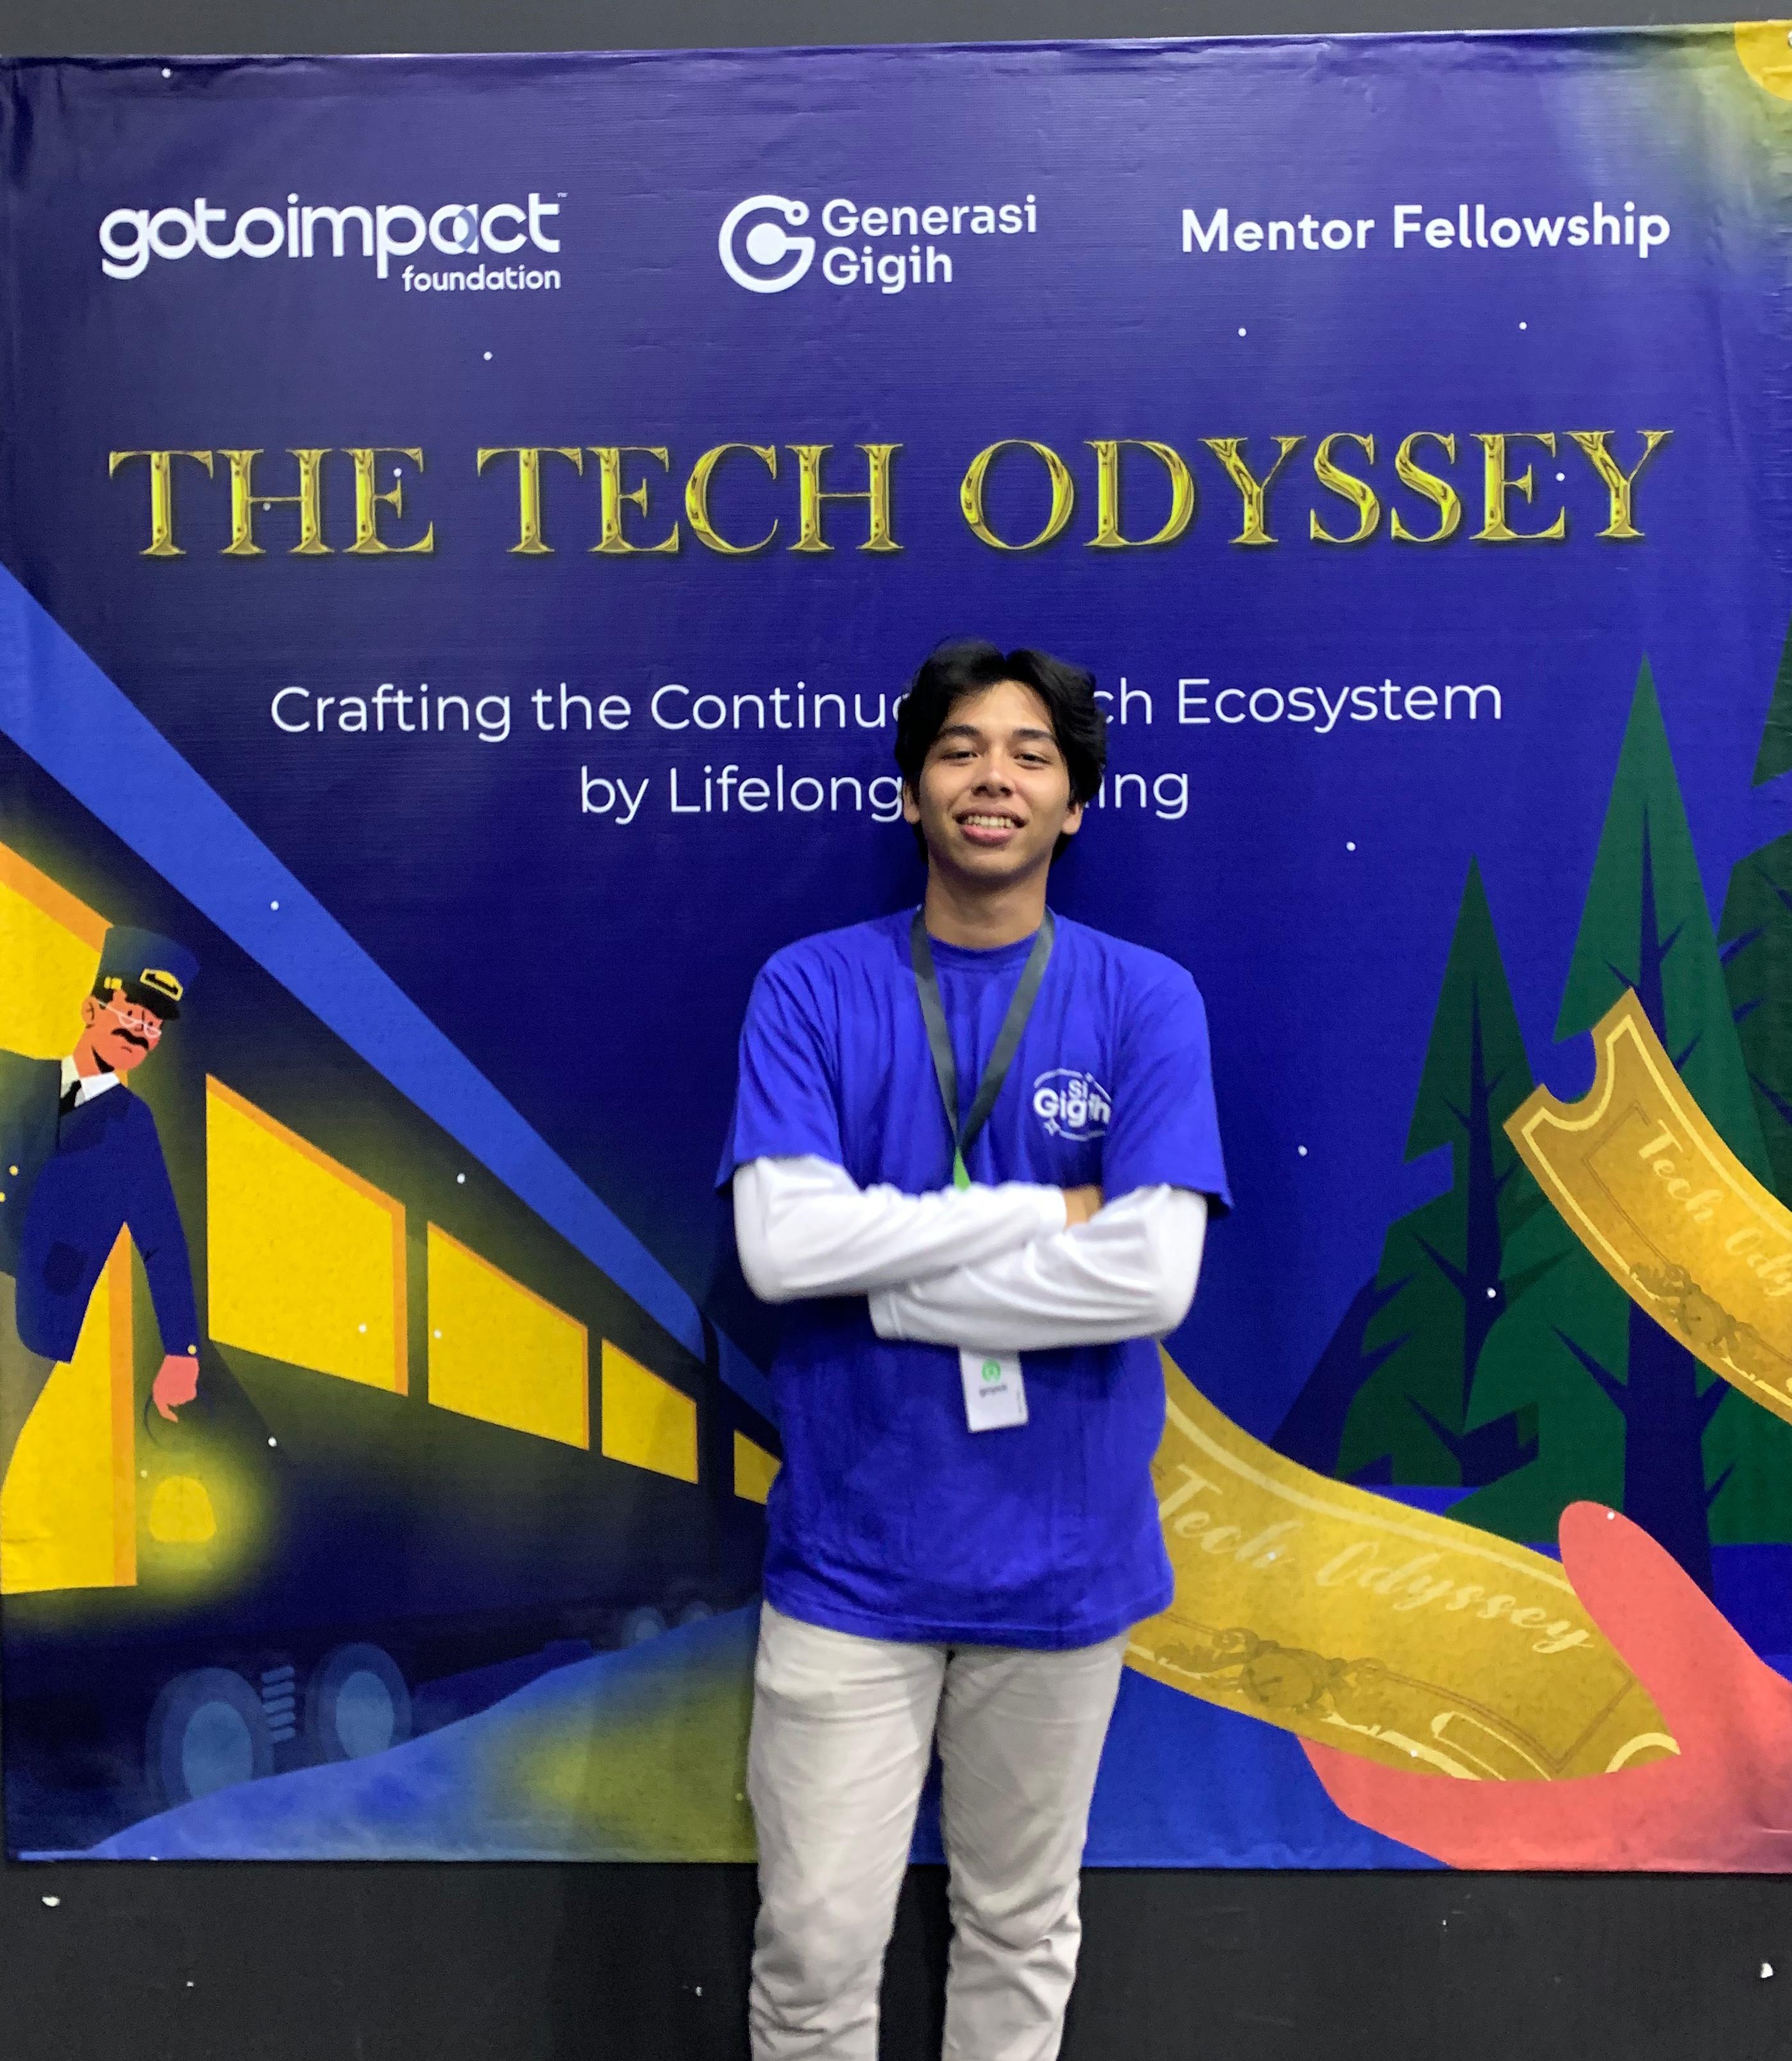 gotoimpact
foundation
Generasi
Gigih
Mentor Fellowship
THE TECH ODYSSEY
Crafting the ch Ecosystem
by Lifelong ing
Si
Gigih
Tech
Tech Odyssey